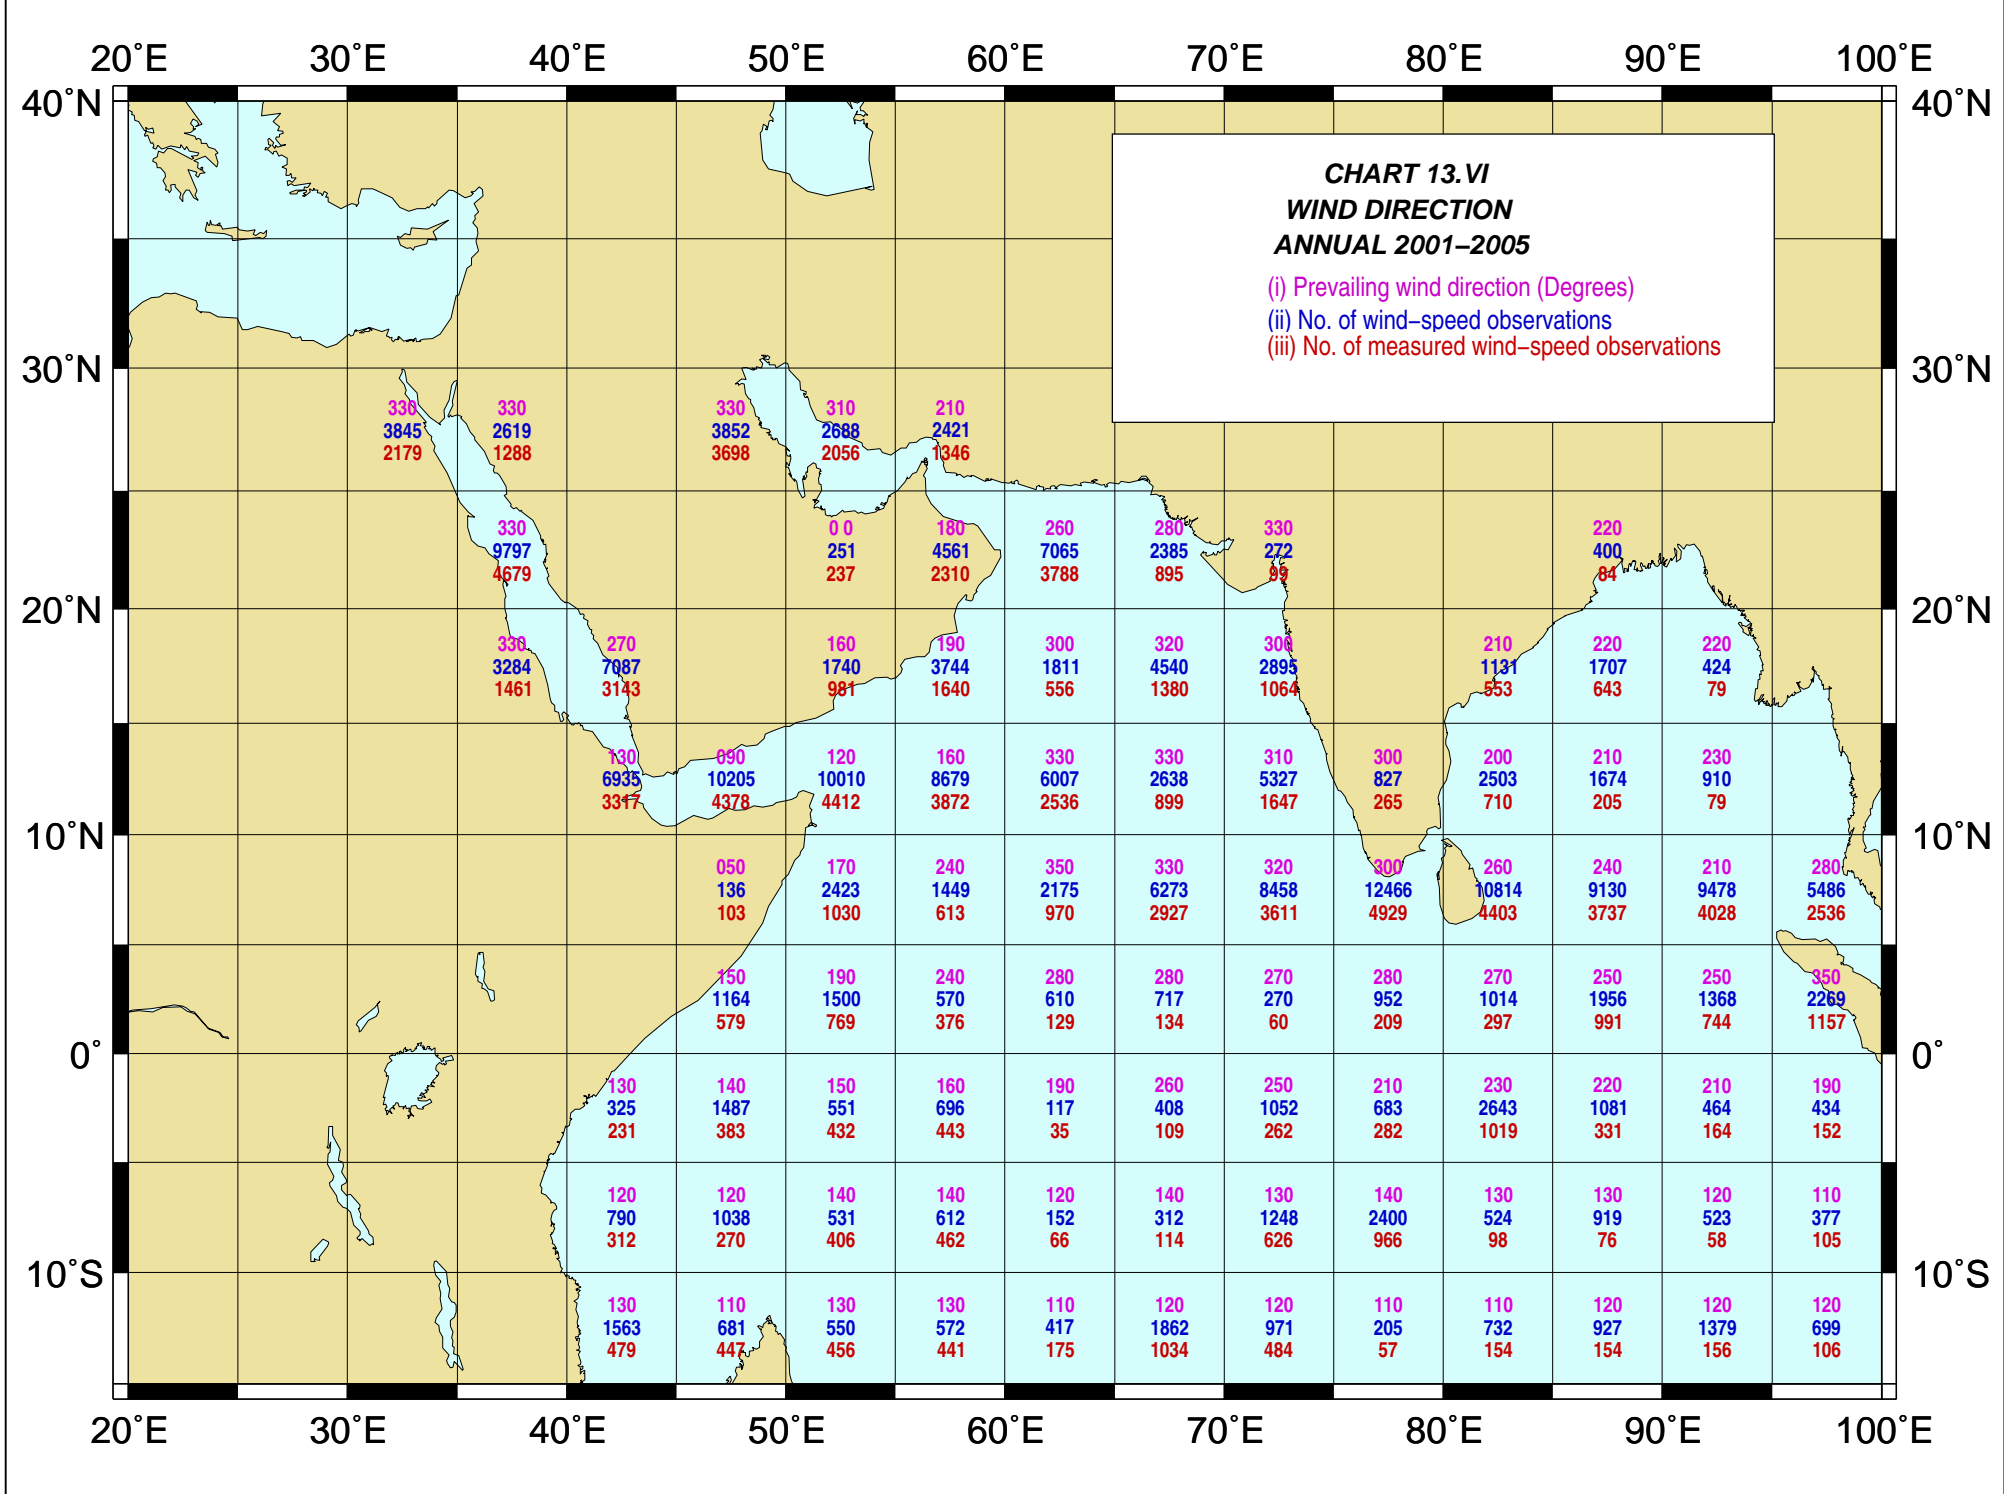 20°E 30°E 40°E 50°E 60°E 70°E 80°E 90°E 100°E
40°N 40°N
CHART 13.VI
WIND DIRECTION
ANNUAL 2001–2005
(i) Prevailing wind direction (Degrees)
(ii) No. of wind–speed observations
(iii) No. of measured wind–speed observations
30°N 30°N
330 330 330 310 210
3845 2619 3852 2688 2421
2179 1288 3698 2056 1346
330 0 0 180 260 280 330 220
9797 251 4561 7065 2385 272 400
4679 237 2310 3788 895 99 84
20°N 20°N
330 270 160 190 300 320 300 210 220 220
3284 7087 1740 3744 1811 4540 2895 1131 1707 424
1461 3143 981 1640 556 1380 1064 553 643 79
130 090 120 160 330 330 310 300 200 210 230
6935 10205 10010 8679 6007 2638 5327 827 2503 1674 910
3317 4378 4412 3872 2536 899 1647 265 710 205 79
10°N 10°N
050 170 240 350 330 320 300 260 240 210 280
136 2423 1449 2175 6273 8458 12466 10814 9130 9478 5486
103 1030 613 970 2927 3611 4929 4403 3737 4028 2536
150 190 240 280 280 270 280 270 250 250 350
1164 1500 570 610 717 270 952 1014 1956 1368 2269
579 769 376 129 134 60 209 297 991 744 1157
0° 0°
130 140 150 160 190 260 250 210 230 220 210 190
325 1487 551 696 117 408 1052 683 2643 1081 464 434
231 383 432 443 35 109 262 282 1019 331 164 152
120 120 140 140 120 140 130 140 130 130 120 110
790 1038 531 612 152 312 1248 2400 524 919 523 377
312 270 406 462 66 114 626 966 98 76 58 105
10°S 10°S
130 110 130 130 110 120 120 110 110 120 120 120
1563 681 550 572 417 1862 971 205 732 927 1379 699
479 447 456 441 175 1034 484 57 154 154 156 106
20°E 30°E 40°E 50°E 60°E 70°E 80°E 90°E 100°E